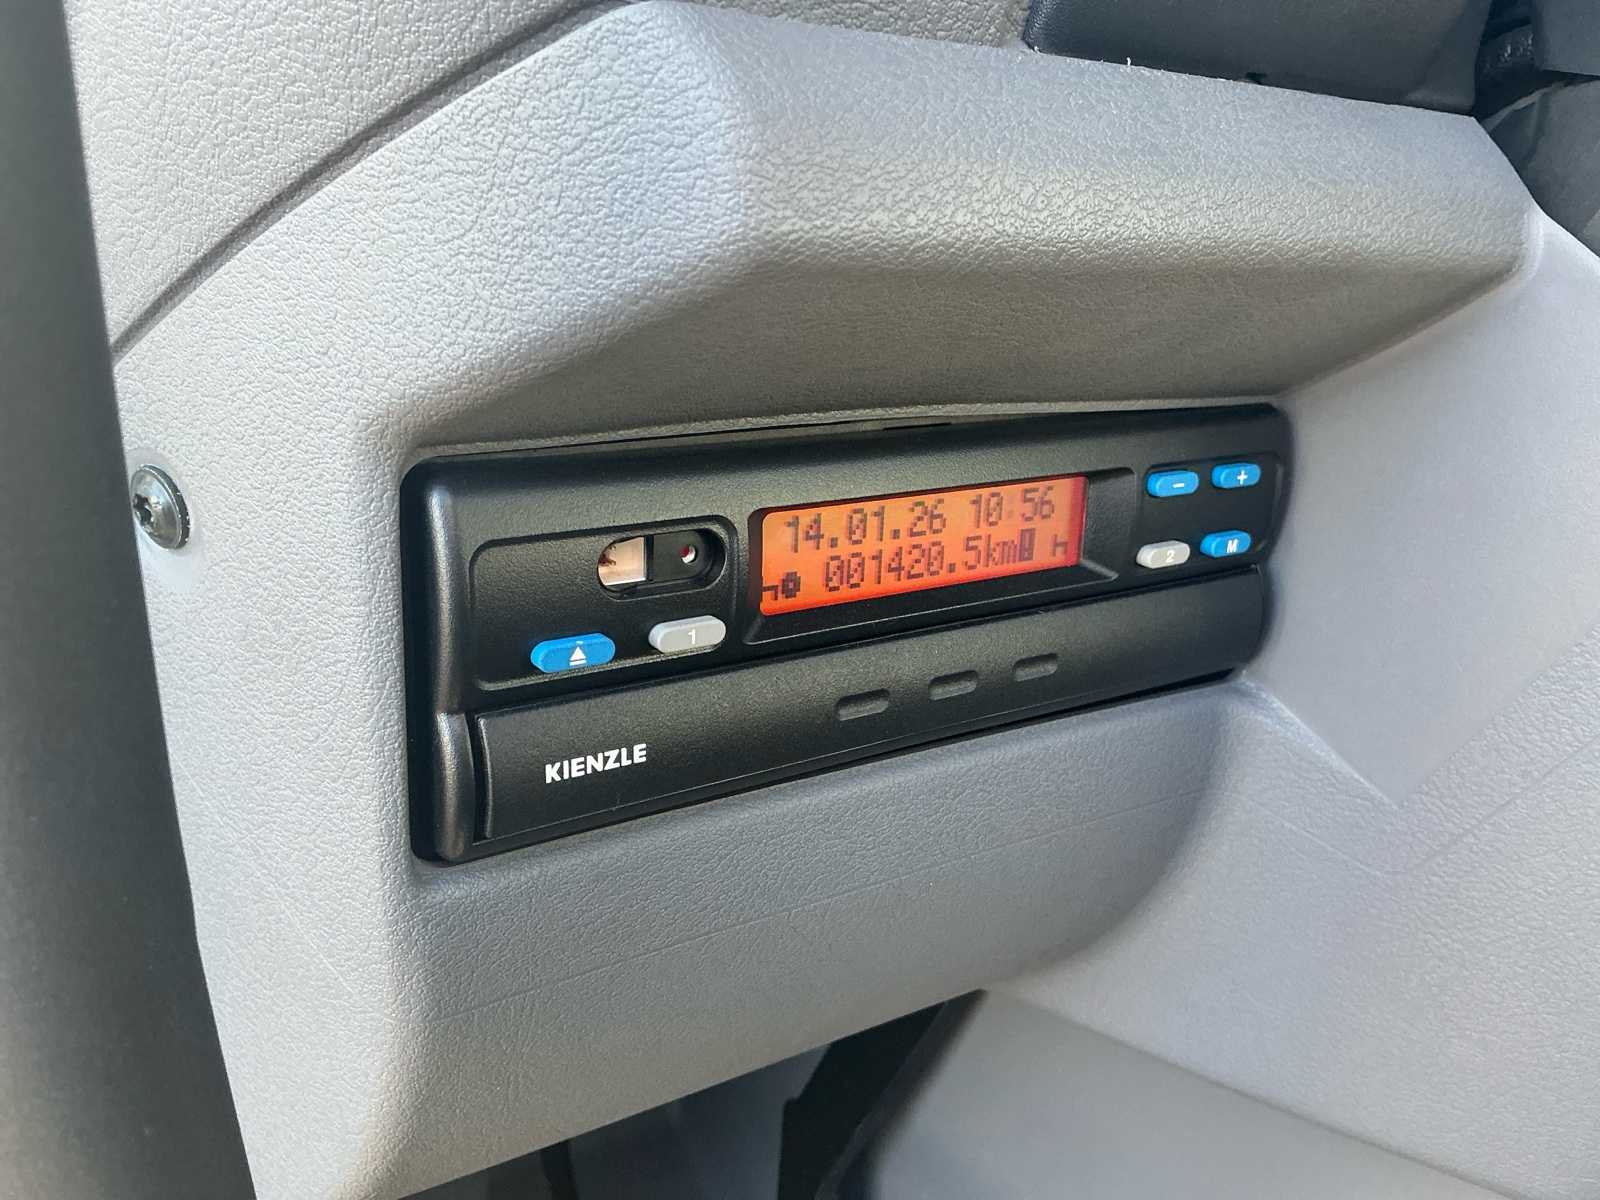 14.01.26 10:56
001420.5km
- +
1
2 M
KIENZLE